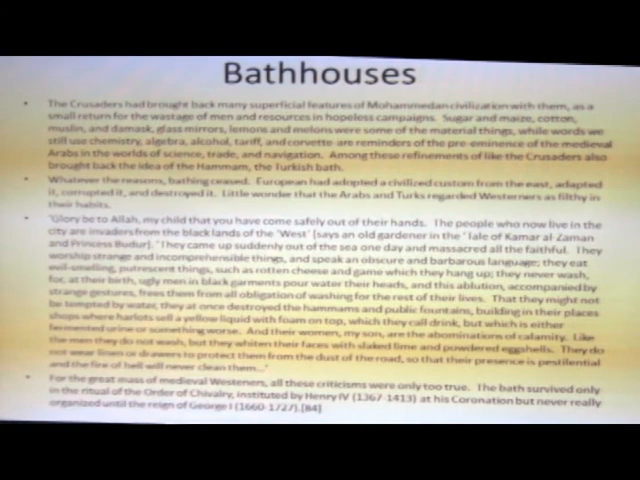 Bathhouses
• The Crusaders had brought back many superficial features of Mohammedan civilization with them, as a
small return for the wastage of men and resources in hopeless campaigns. Sugar and maize, cotton,
muslin, and damask, glass mirrors, lemons and melons were some of the material things, while words we
still use chemistry, algebra, alcohol, tariff, and corvette are reminders of the pre-eminence of the medieval
Arabs in the worlds of science, trade, and navigation. Among these refinements of like the Crusaders also
brought back the idea of the Hammam, the Turkish bath.
• Whatever the reasons, bathing ceased. European had adopted a civilized custom from the east, adapted
it, corrupted it, and destroyed it. Little wonder that the Arabs and Turks regarded Westerners as filthy in
their habits.
• 'Glory be to Allah, my child that you have come safely out of their hands. The people who now live in the
city are invaders from the black lands of the 'West' [says an old gardener in the 'Tale of Kamar al-Zaman
and Princess Budur]. 'They came up suddenly out of the sea one day and massacred all the faithful. They
worship strange and incomprehensible things, and speak an obscure and barbarous language; they eat
evil-smelling, putrescent things, such as rotten cheese and game which they hang up; they never wash,
for, at their birth, ugly men in black garments pour water their heads, and this ablution, accompanied by
strange gestures, frees them from all obligation of washing for the rest of their lives. That they might not
be tempted by water, they at once destroyed the hammams and public fountains, building in their places
shops where harlots sell a yellow liquid with foam on top, which they call drink, but which is either
fermented urine or something worse. And their women, my son, are the abominations of calamity. Like
the men they do not wash, but they whiten their faces with slaked lime and powdered eggshells. They do
not wear linen or drawers to protect them from the dust of the road, so that their presence is pestilential
and the fire of hell will never clean them...'
• For the great mass of medieval Westeners, all these criticisms were only too true. The bath survived only
in the ritual of the Order of Chivalry, instituted by Henry IV (1367-1413) at his Coronation but never really
organized until the reign of George I (1660-1727).[84]